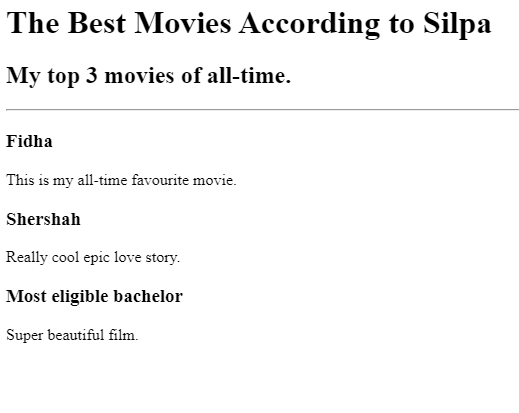 The Best Movies According to Silpa
My top 3 movies of all-time.
Fidha
This is my all-time favourite movie.
Shershah
Really cool epic love story.
Most eligible bachelor
Super beautiful film.